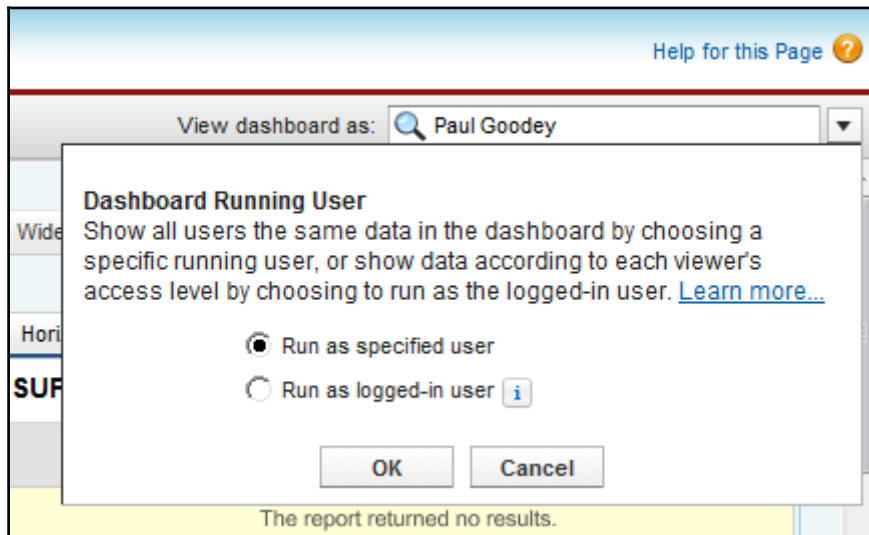 Help for this Page ?
View dashboard as: Paul Goodey
Dashboard Running User
Wide
Show all users the same data in the dashboard by choosing a
specific running user, or show data according to each viewer's
access level by choosing to run as the logged-in user. Learn more...
Hori
Run as specified user
SUF
Run as logged-in user i
OK Cancel
The report returned no results.